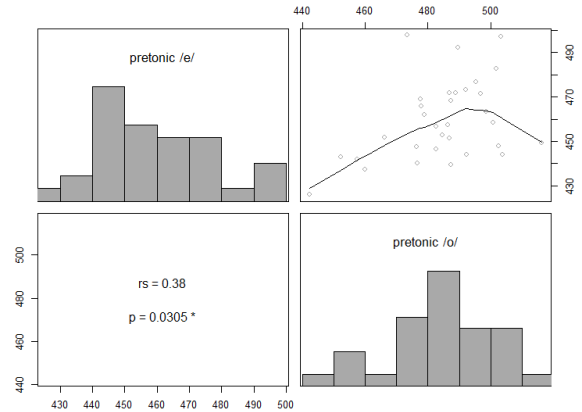 440 460 480 500
pretonic /e/
430 450 470 490
pretonic /o/
440 460 480 500
rs = 0.38
p = 0.0305 *
430 440 450 460 470 480 490 500